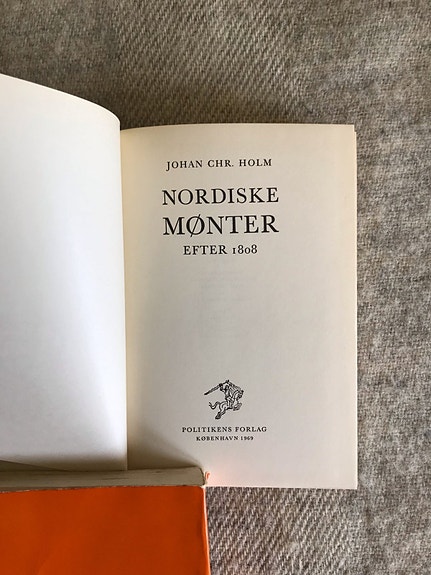 JOHAN CHR. HOLM
NORDISKE
MØNTER
EFTER 1808
POLITIKENS FORLAG
KØBENHAVN 1969